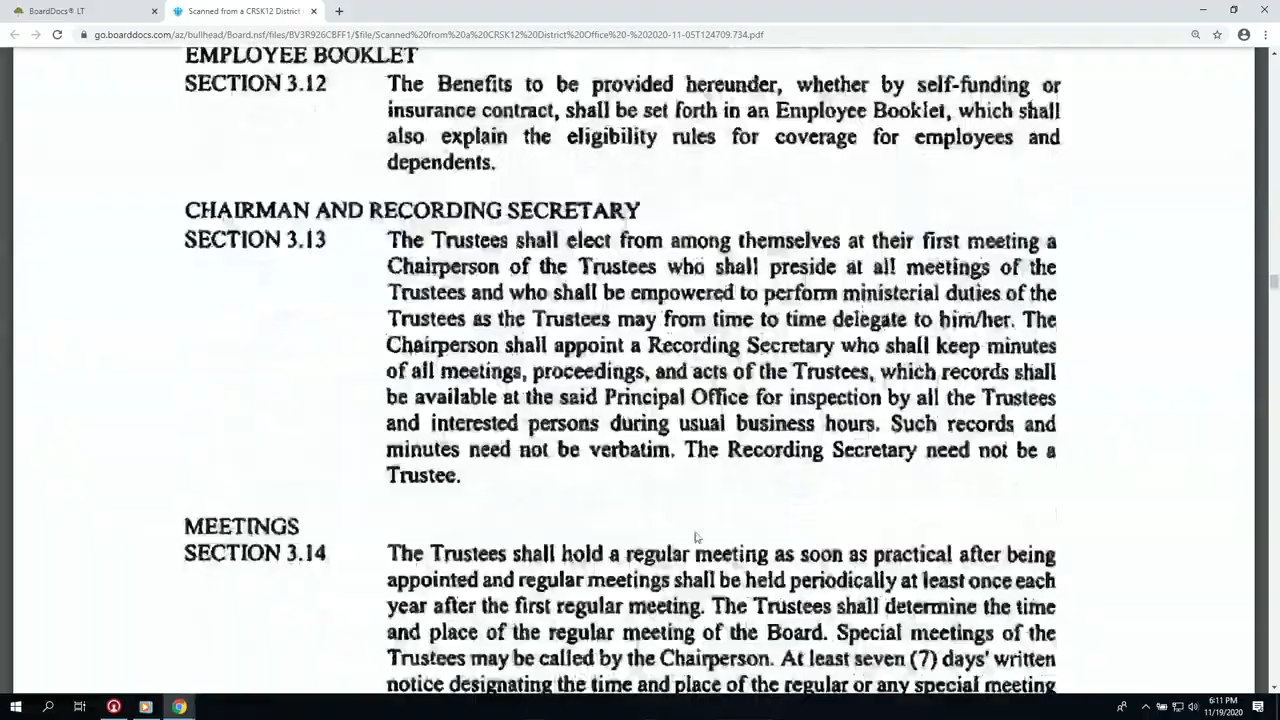 BoardDocs® LT
Scanned from a CRSK12 District
go.boarddocs.com/az/bullhead/Board.nsf/files/BV3R926CBFF1/$file/Scanned%20from%20a%20CRSK12%20District%20Office%20-%202020-11-05T124709.734.pdf
EMPLOYEE BOOKLET
SECTION 3.12 The Benefits to be provided hereunder, whether by self-funding or
insurance contract, shall be set forth in an Employee Booklet, which shall
also explain the eligibility rules for coverage for employees and
dependents.
CHAIRMAN AND RECORDING SECRETARY
SECTION 3.13 The Trustees shall elect from among themselves at their first meeting a
Chairperson of the Trustees who shall preside at all meetings of the
Trustees and who shall be empowered to perform ministerial duties of the
Trustees as the Trustees may from time to time delegate to him/her. The
Chairperson shall appoint a Recording Secretary who shall keep minutes
of all meetings, proceedings, and acts of the Trustees, which records shall
be available at the said Principal Office for inspection by all the Trustees
and interested persons during usual business hours. Such records and
minutes need not be verbatim. The Recording Secretary need not be a
Trustee.
MEETINGS
SECTION 3.14 The Trustees shall hold a regular meeting as soon as practical after being
appointed and regular meetings shall be held periodically at least once each
year after the first regular meeting. The Trustees shall determine the time
and place of the regular meeting of the Board. Special meetings of the
Trustees may be called by the Chairperson. At least seven (7) days' written
notice designating the time and place of the regular or any special meeting
6:11 PM
11/19/2020